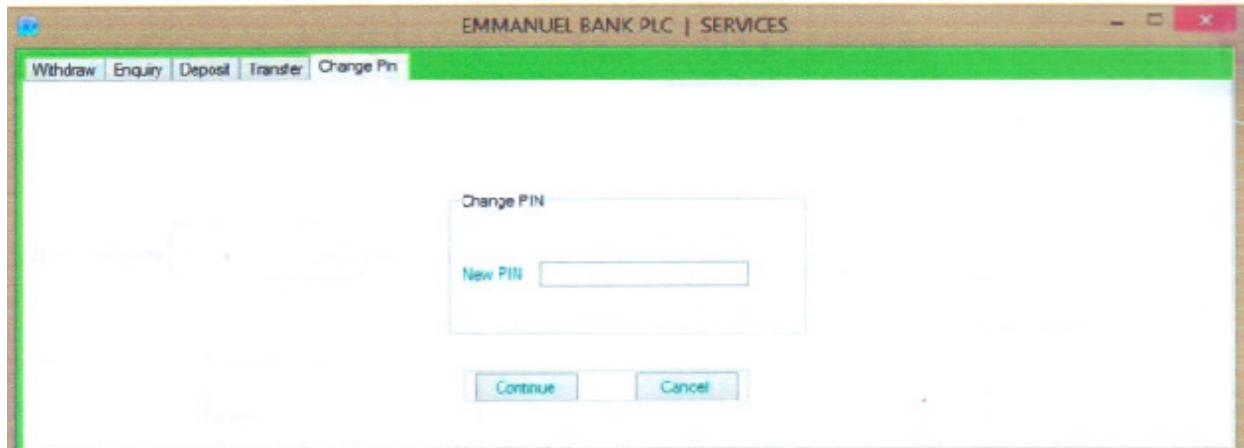 EMMANUEL BANK PLC | SERVICES
Withdraw Enquiry Deposit Transfer Change Pin
Change PIN
New PIN
Continue Cancel